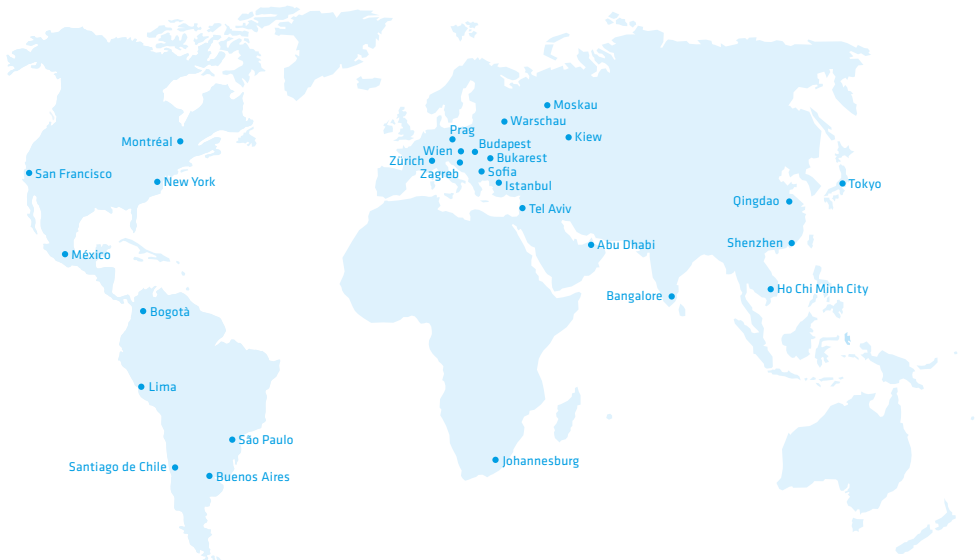 Moskau
Warschau
Prag
Kiew
Montréal
Budapest
Wien
Bukarest
Zürich
Sofia
San Francisco
Zagreb
New York
Tokyo
Istanbul
Qingdao
Tel Aviv
Shenzhen
Abu Dhabi
México
Ho Chi Minh City
Bangalore
Bogotà
Lima
São Paulo
Johannesburg
Santiago de Chile
Buenos Aires